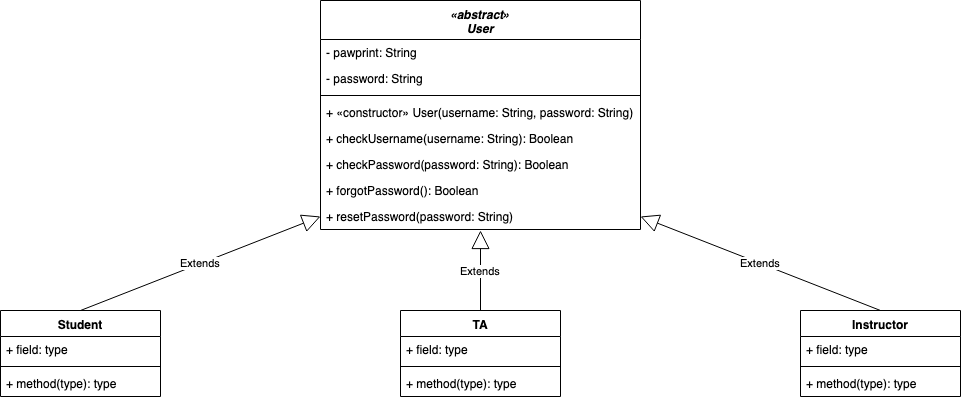 «abstract»
User
- pawprint: String
- password: String
+ «constructor» User(username: String, password: String)
+ checkUsername(username: String): Boolean
+ checkPassword(password: String): Boolean
+ forgotPassword(): Boolean
+ resetPassword(password: String)
Extends
Extends
Extends
Student
+ field: type
+ method(type): type
TA
+ field: type
+ method(type): type
Instructor
+ field: type
+ method(type): type